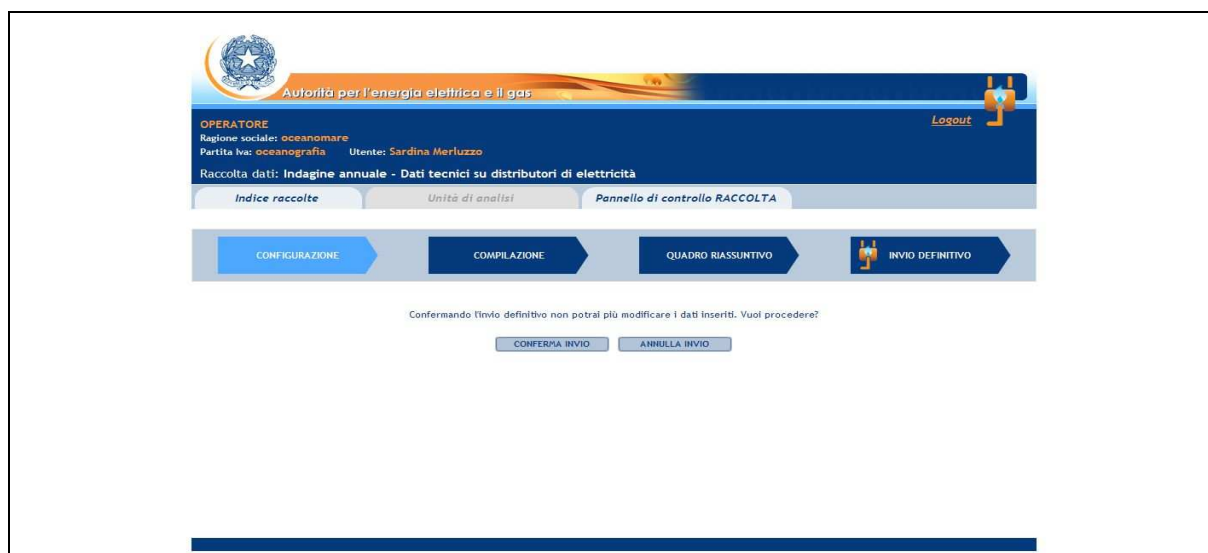 Autorità per l'energia elettrica e il gas
OPERATORE
Logout
Ragione sociale: oceanomare
Partita Iva: oceanografia Utente: Sardina Merluzzo
Raccolta dati: Indagine annuale - Dati tecnici su distributori di elettricità
Indice raccolte Unità di analisi Pannello di controllo RACCOLTA
CONFIGURAZIONE COMPILAZIONE QUADRO RIASSUNTIVO INVIO DEFINITIVO
Confermando l'invio definitivo non potrai più modificare i dati inseriti. Vuoi procedere?
CONFERMA INVIO ANNULLA INVIO